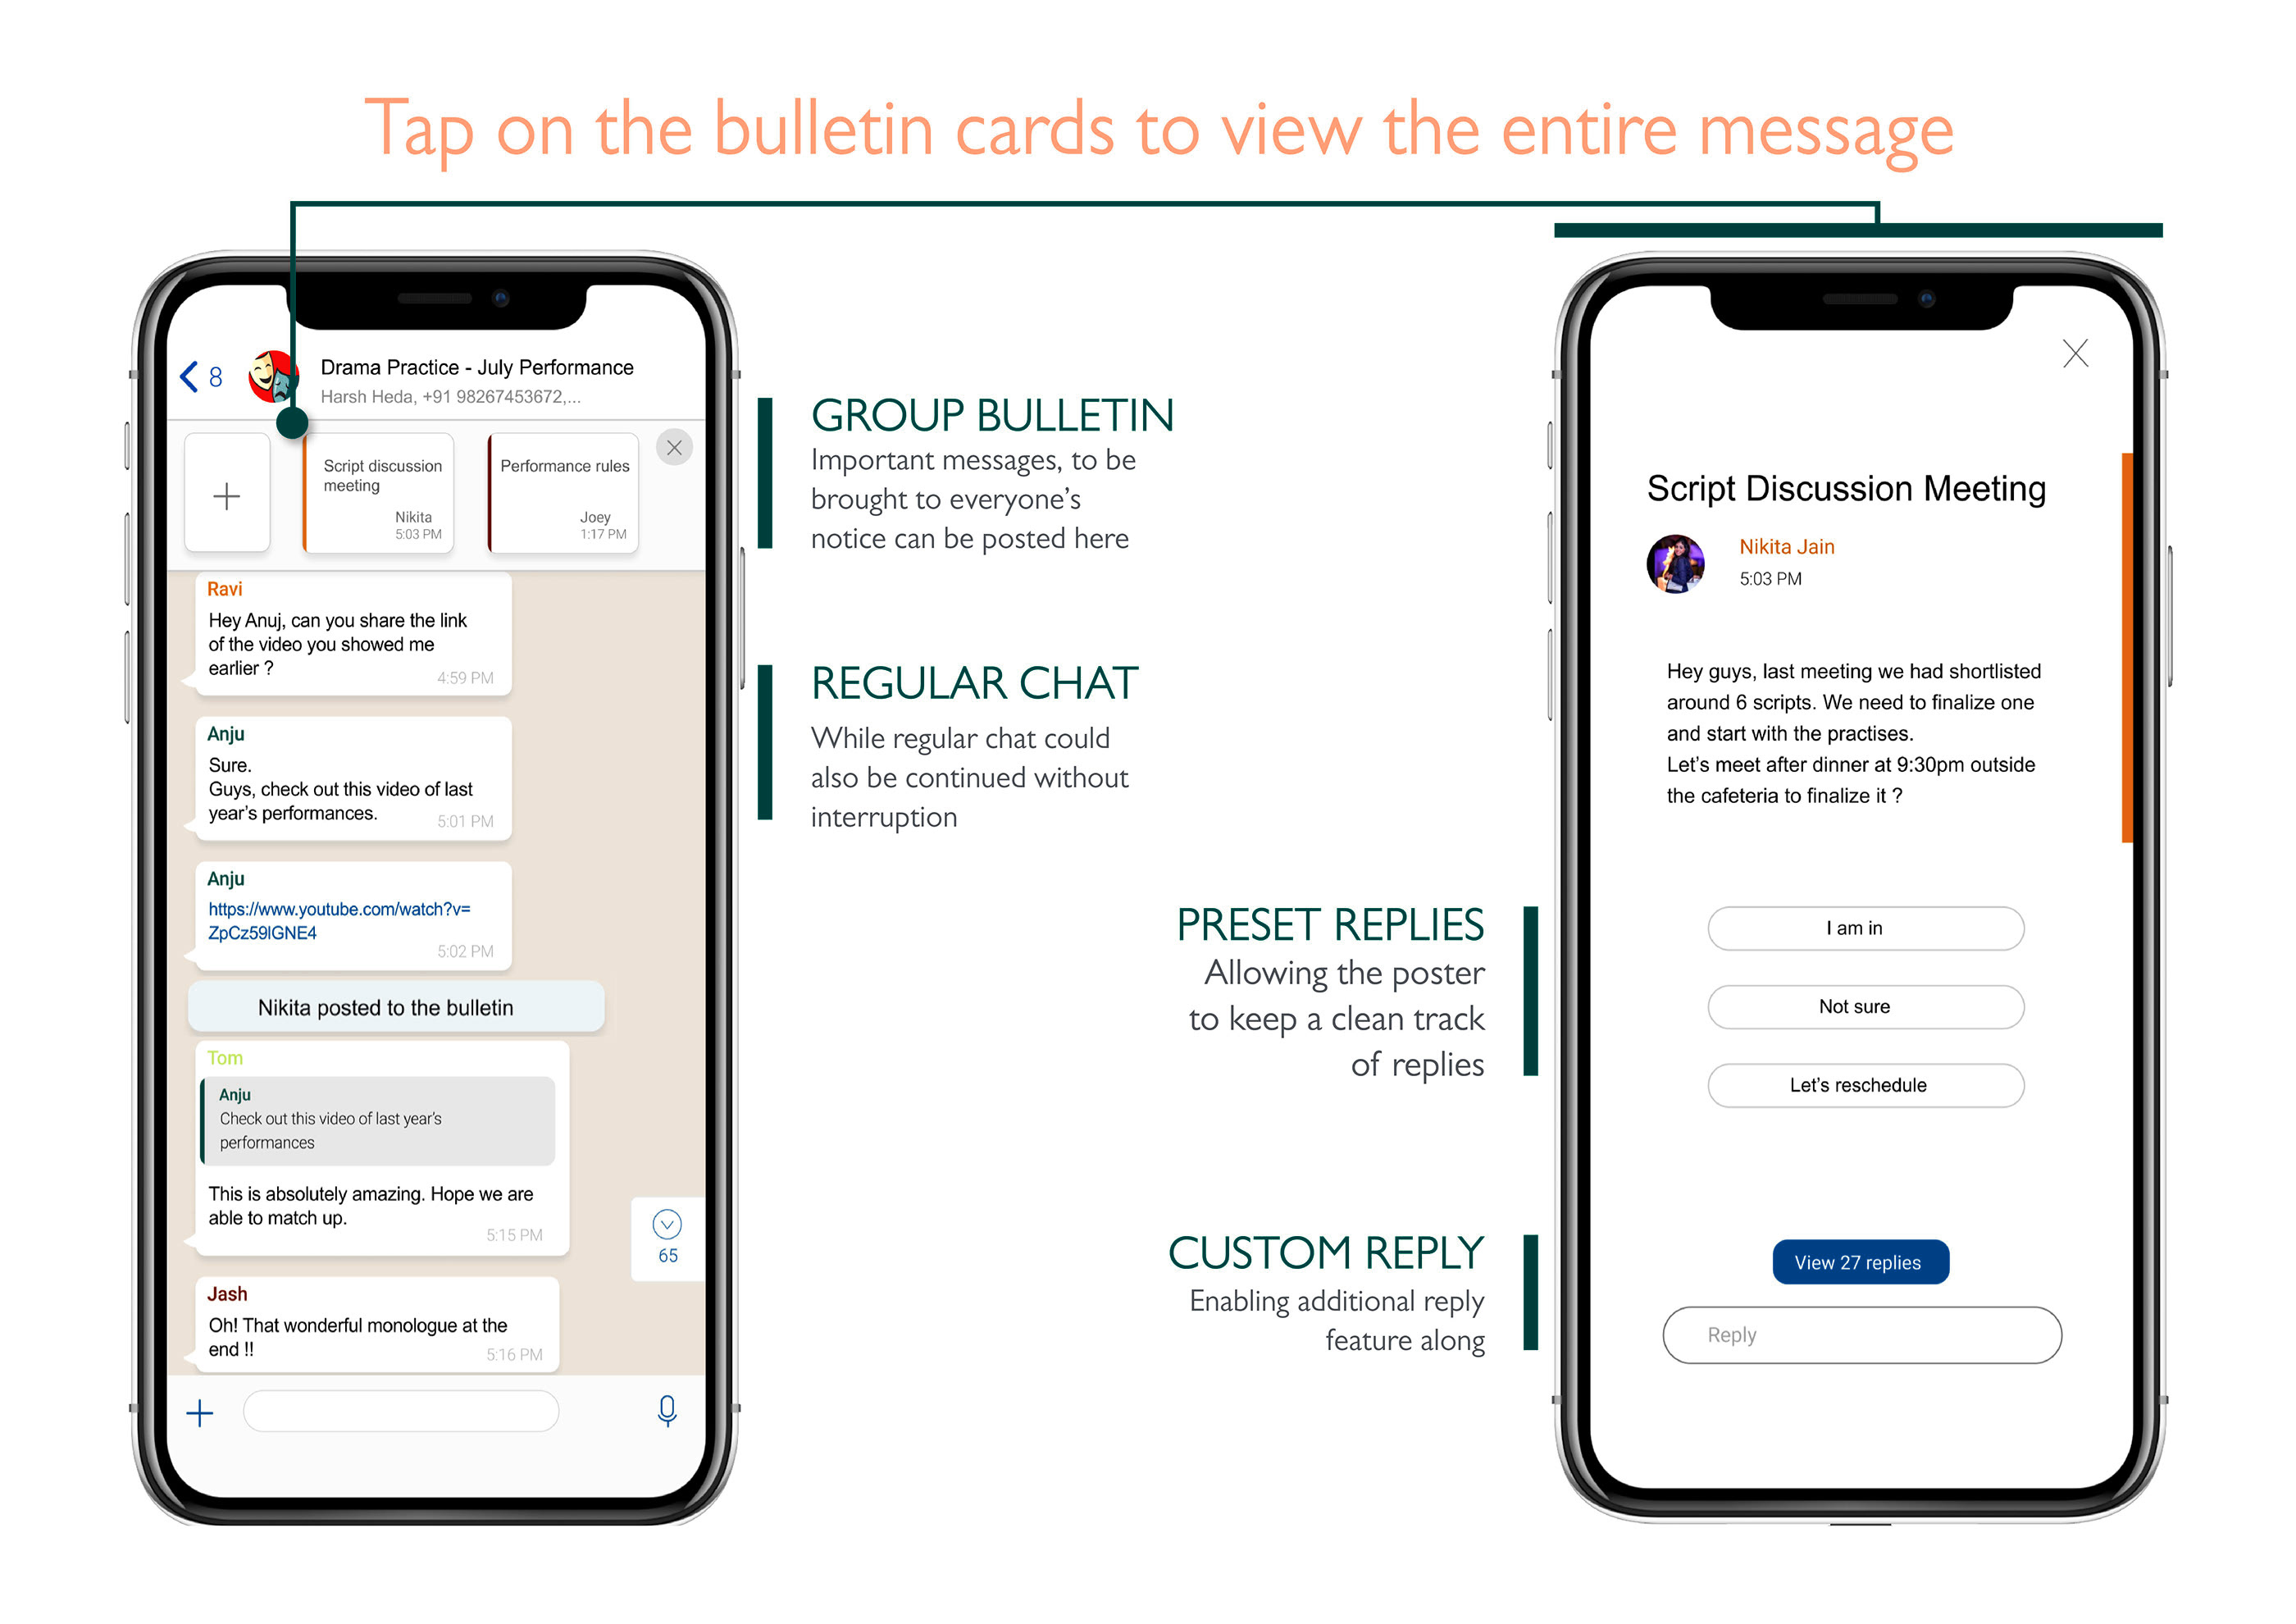 Tap on the bulletin cards to view the entire message
8
Drama Practice - July Performance
Harsh Heda, +91 98267453672,...
+
Script discussion
meeting
Nikita
5:03 PM
Performance rules
Joey
1:17 PM
Ravi
Hey Anuj, can you share the link
of the video you showed me
earlier ?
4:59 PM
Anju
Sure.
Guys, check out this video of last
year's performances.
5:01 PM
Anju
https://www.youtube.com/watch?v=
ZpCz59lGNE4
5:02 PM
Nikita posted to the bulletin
Tom
Anju
Check out this video of last year's
performances
This is absolutely amazing. Hope we are
able to match up.
5:15 PM
65
Jash
Oh! That wonderful monologue at the
end !!
5:16 PM
GROUP BULLETIN
Important messages, to be
brought to everyone's
notice can be posted here
REGULAR CHAT
While regular chat could
also be continued without
interruption
PRESET REPLIES
Allowing the poster
to keep a clean track
of replies
CUSTOM REPLY
Enabling additional reply
feature along
Script Discussion Meeting
Nikita Jain
5:03 PM
Hey guys, last meeting we had shortlisted
around 6 scripts. We need to finalize one
and start with the practises.
Let's meet after dinner at 9:30pm outside
the cafeteria to finalize it ?
I am in
Not sure
Let's reschedule
View 27 replies
Reply